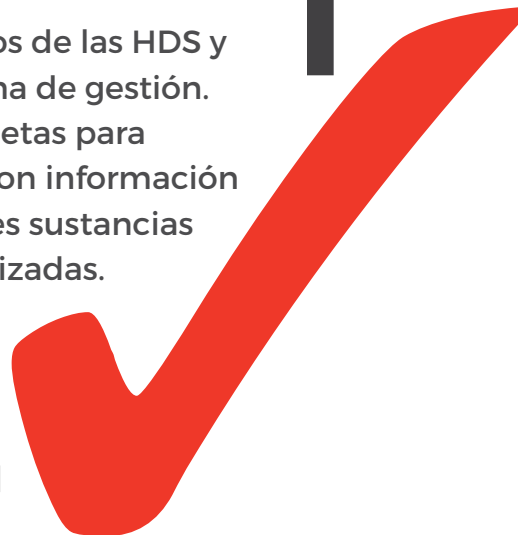 os de las HDS y
na de gestión.
etas para
on información
es sustancias
izadas.